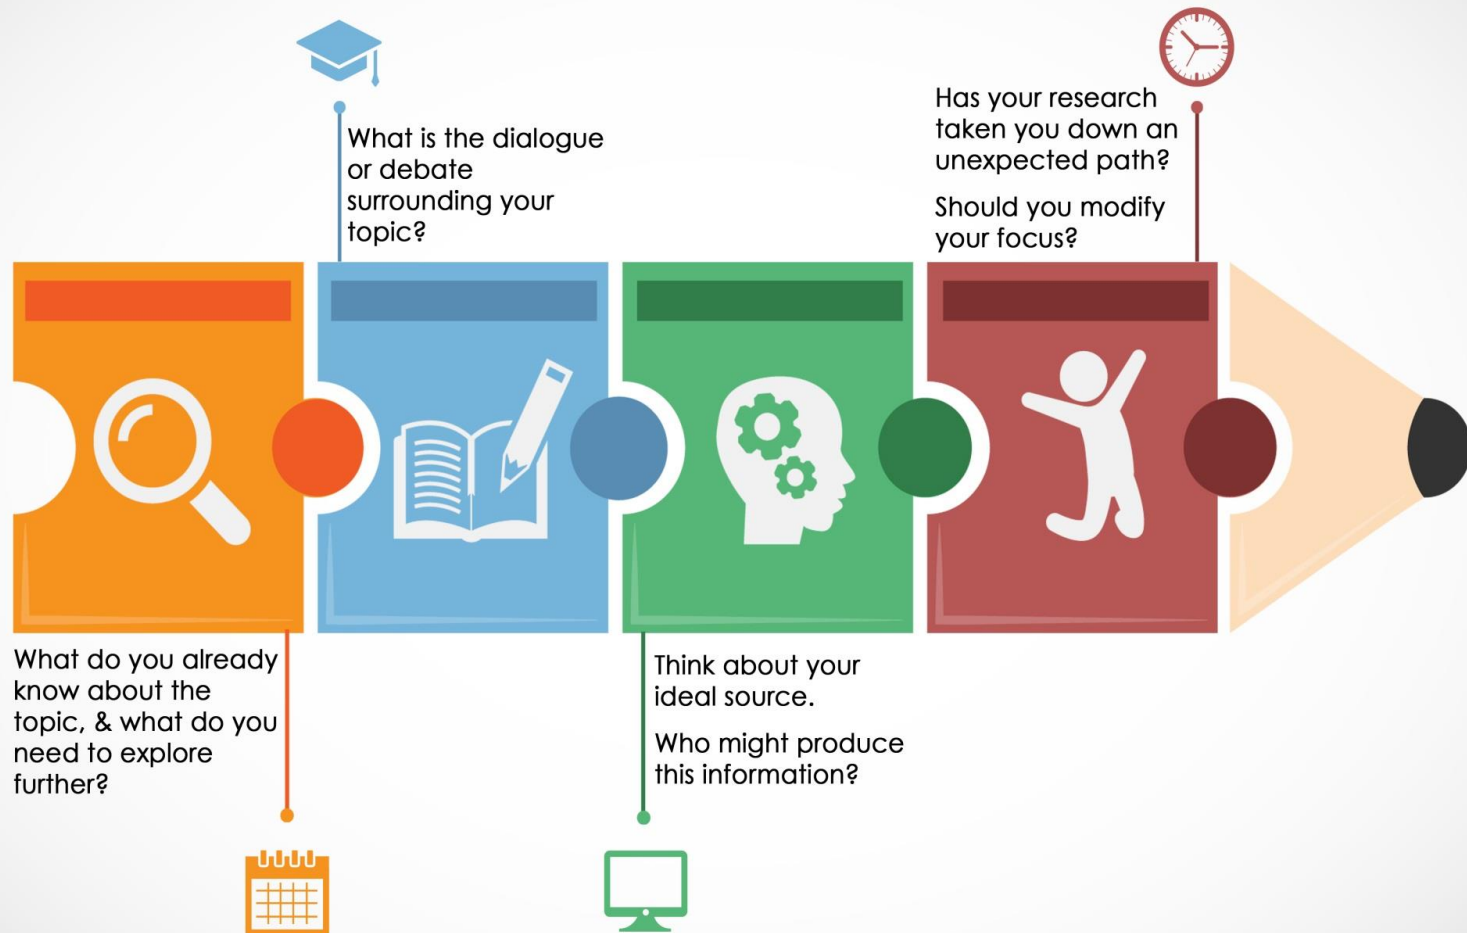 What is the dialogue
or debate
surrounding your
topic?
Has your research
taken you down an
unexpected path?
Should you modify
your focus?
What do you already
know about the
topic, & what do you
need to explore
further?
Think about your
ideal source.
Who might produce
this information?